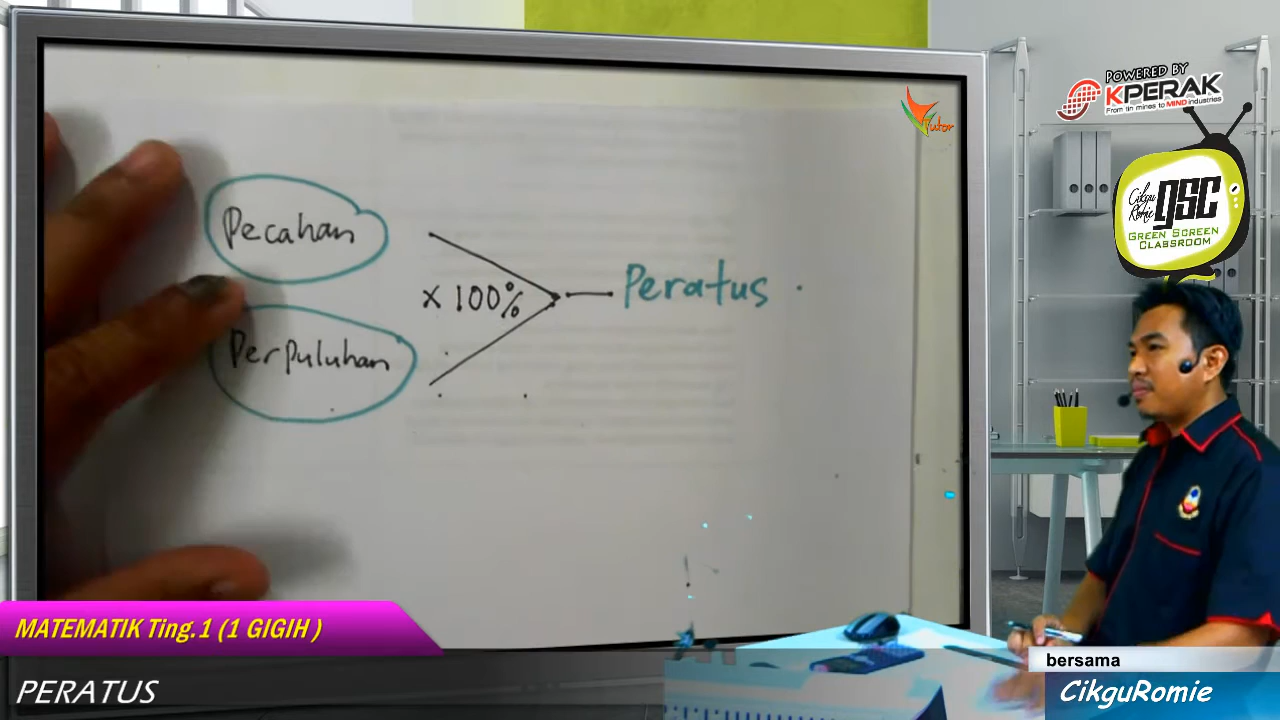 POWERED BY
KPERAK
From tin mines to MIND industries
Tutor
Cikgu Romie GSC
GREEN SCREEN
CLASSROOM
Pecahan
x 100%
Peratus
Perpuluhan
MATEMATIK Ting.1 (1 GIGIH )
PERATUS
bersama
CikguRomie